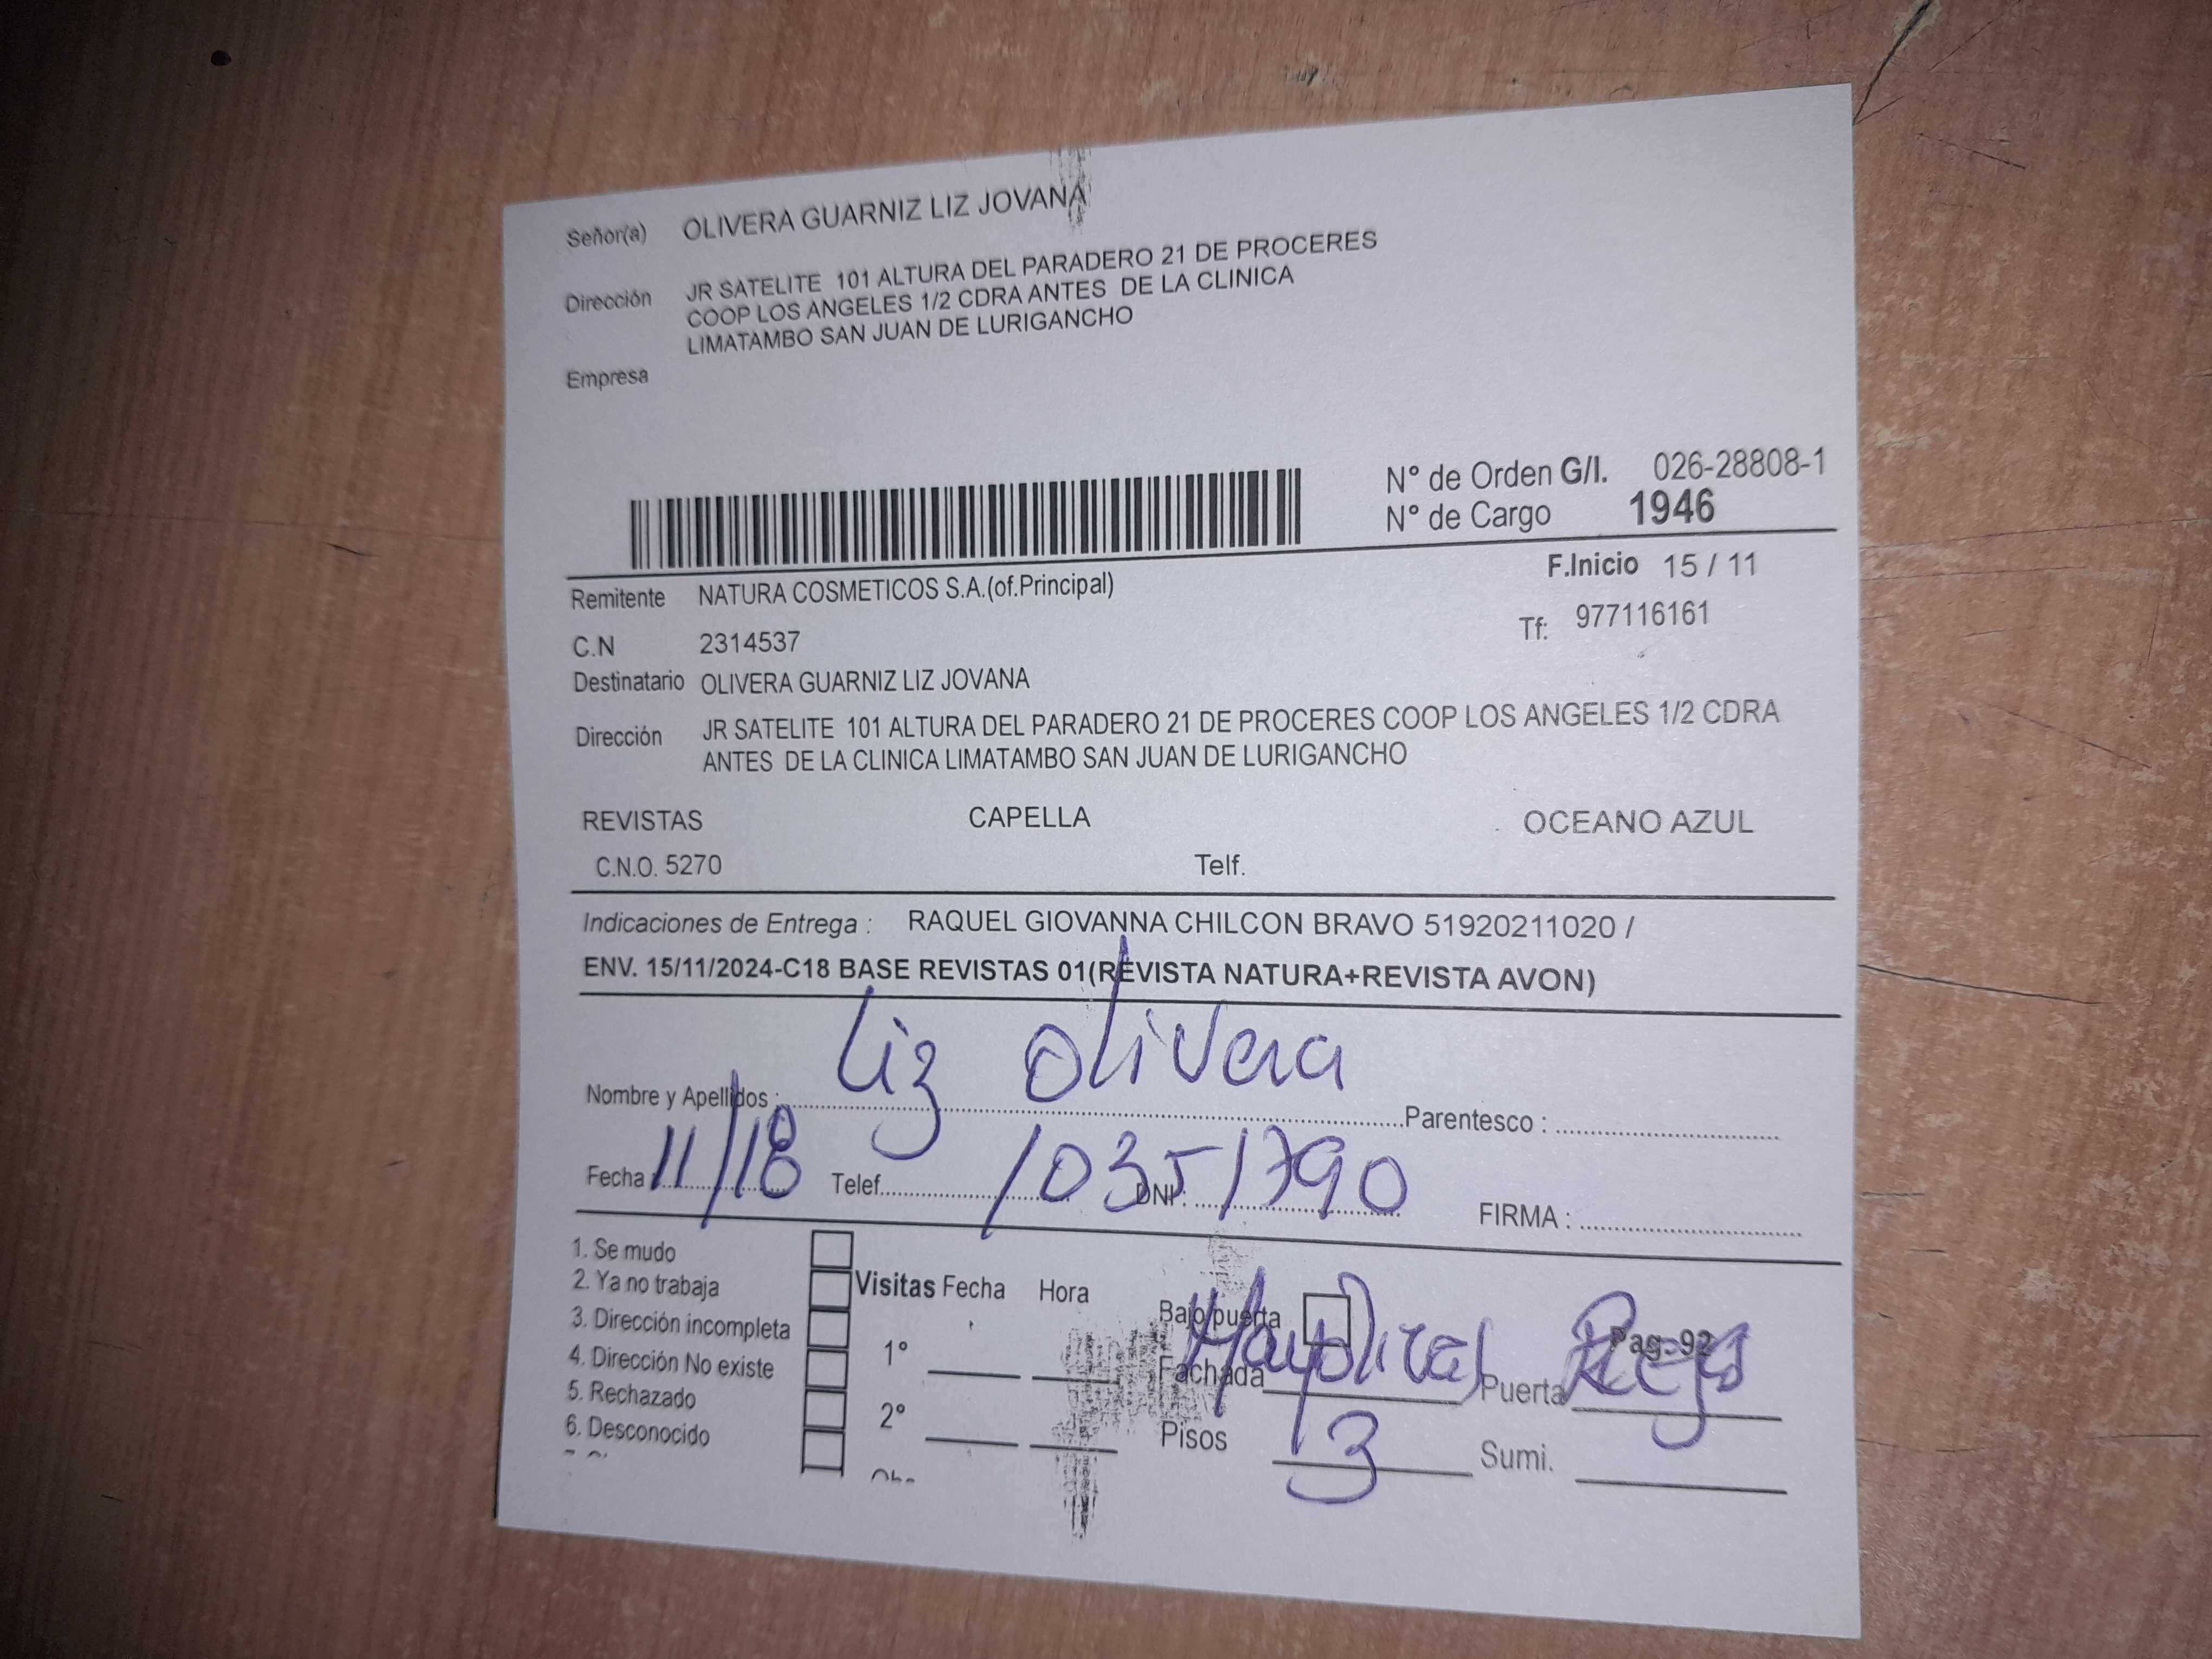 Señor(a) OLIVERA GUARNIZ LIZ JOVANA
Dirección JR SATELITE 101 ALTURA DEL PARADERO 21 DE PROCERES
COOP LOS ANGELES 1/2 CDRA ANTES DE LA CLINICA
LIMATAMBO SAN JUAN DE LURIGANCHO
Empresa
N° de Orden G/I. 026-28808-1
N° de Cargo 1946
F.Inicio 15 / 11
Remitente NATURA COSMETICOS S.A.(of.Principal)
Tf: 977116161
C.N 2314537
Destinatario OLIVERA GUARNIZ LIZ JOVANA
Dirección JR SATELITE 101 ALTURA DEL PARADERO 21 DE PROCERES COOP LOS ANGELES 1/2 CDRA
ANTES DE LA CLINICA LIMATAMBO SAN JUAN DE LURIGANCHO
REVISTAS CAPELLA OCEANO AZUL
C.N.O. 5270 Telf.
Indicaciones de Entrega : RAQUEL GIOVANNA CHILCON BRAVO 51920211020 /
ENV. 15/11/2024-C18 BASE REVISTAS 01(REVISTA NATURA+REVISTA AVON)
Nombre y Apellidos : Liz Olivera Parentesco :
Fecha 11/18 Telef. DNI: 10351790 FIRMA :
1. Se mudo
2. Ya no trabaja
3. Dirección incompleta
4. Dirección No existe
5. Rechazado
6. Desconocido
Visitas Fecha Hora
1°
2°
Bajo puerta
Pag-92
Fachada Puerta
Pisos 3 Sumi.